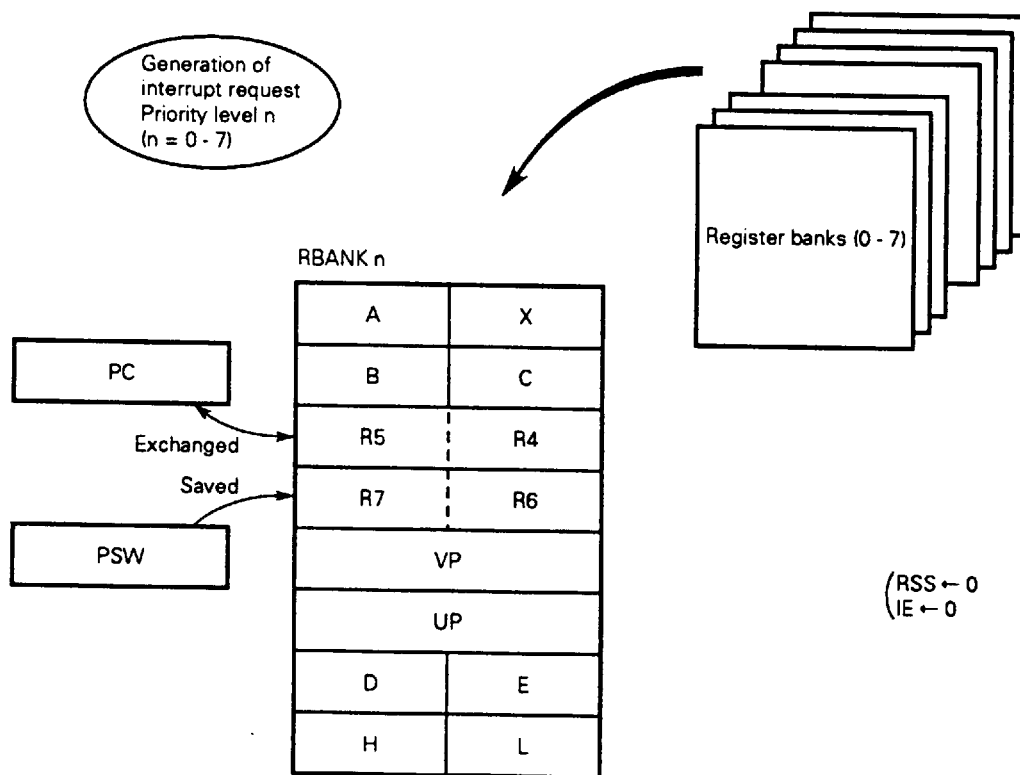 Generation of
interrupt request
Priority level n
(n = 0 - 7)
Register banks (0 - 7)
RBANK n
A X
B C
R5 R4
R7 R6
VP
UP
D E
H L
PC
Exchanged
Saved
PSW
RSS ← 0
IE ← 0